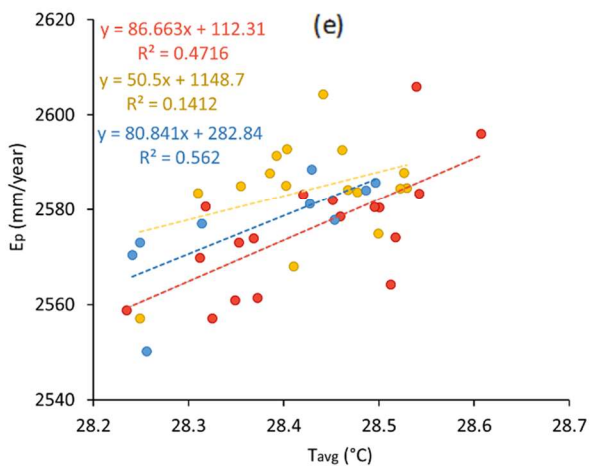 2620
2600
2580
2560
2540
Ep (mm/year)
y = 86.663x + 112.31
R² = 0.4716
y = 50.5x + 1148.7
R² = 0.1412
y = 80.841x + 282.84
R² = 0.562
(e)
28.2 28.3 28.4 28.5 28.6 28.7
Tavg (°C)